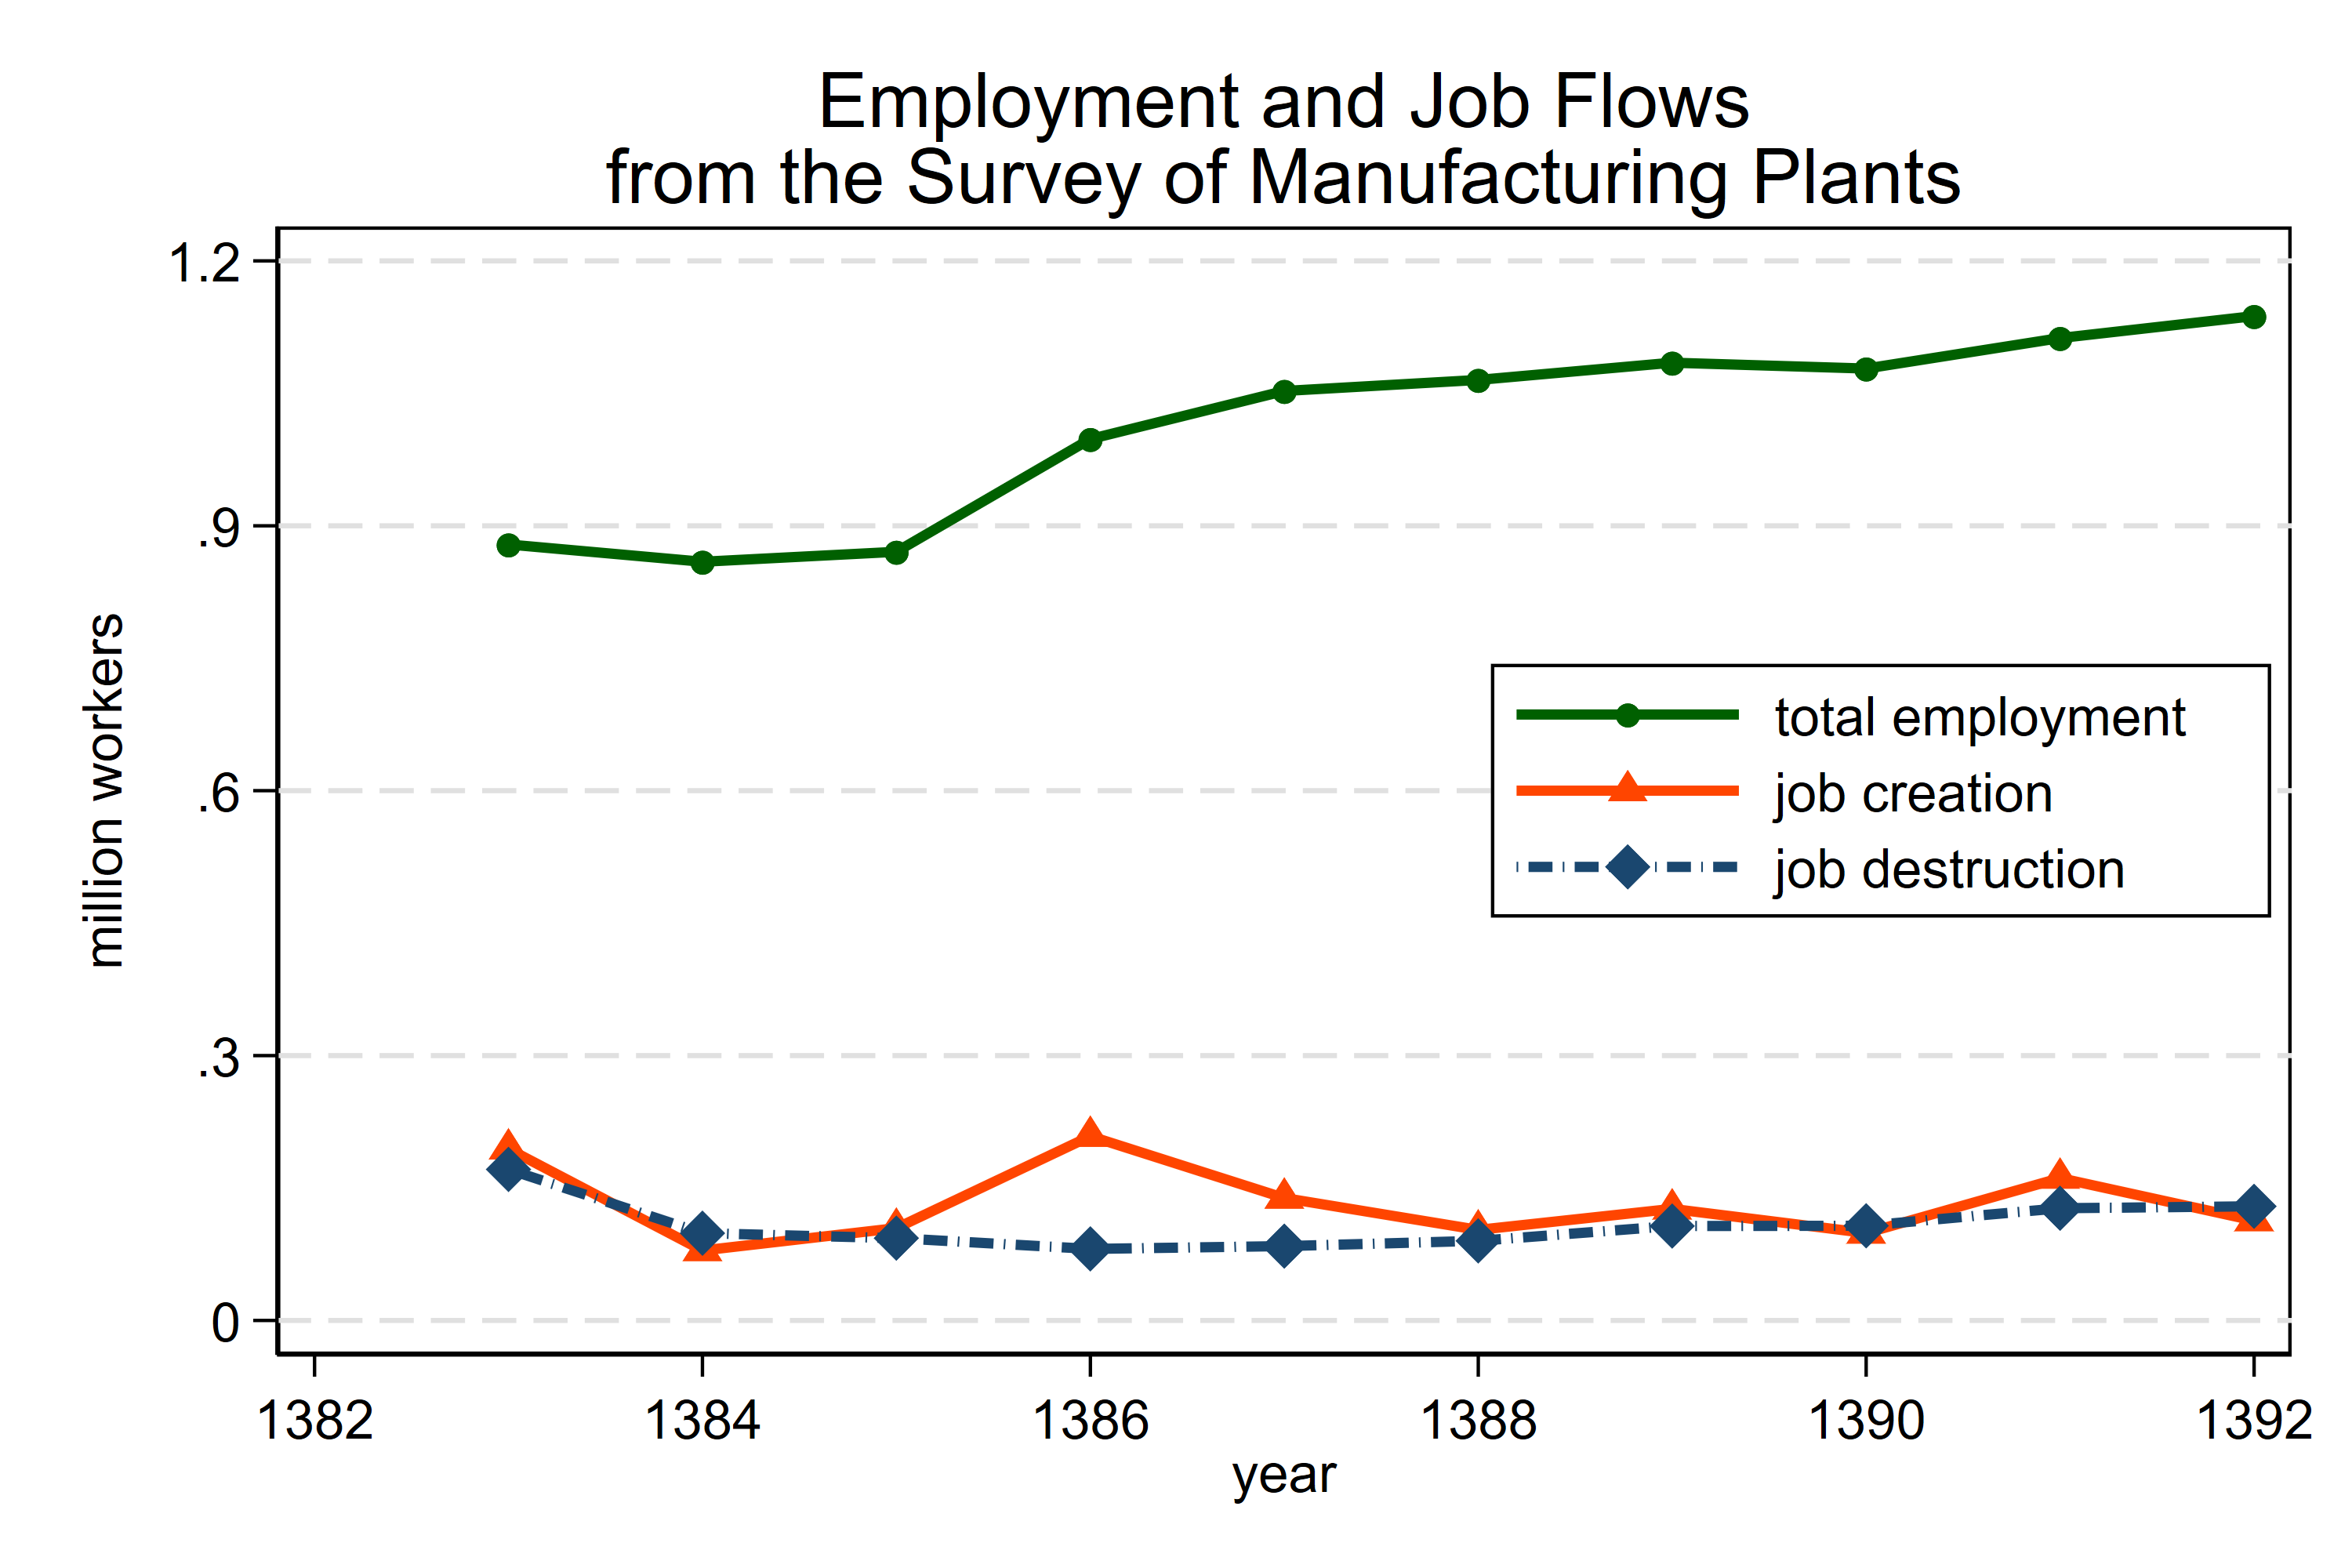 Employment and Job Flows
from the Survey of Manufacturing Plants
1.2
.9
.6
.3
0
million workers
total employment
job creation
job destruction
1382 1384 1386 1388 1390 1392
year